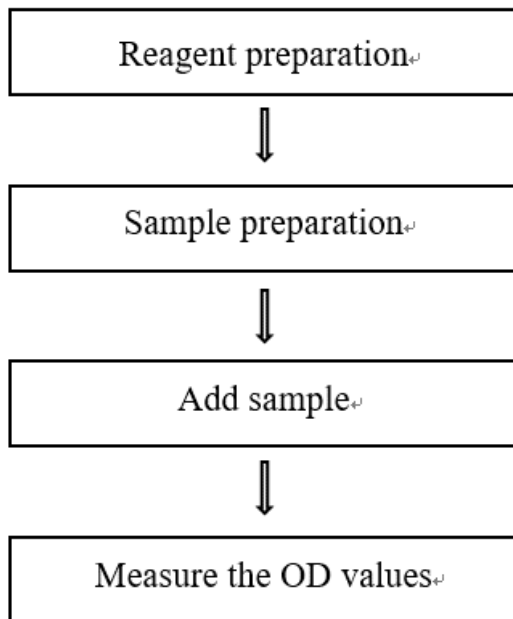 Reagent preparation
Sample preparation
Add sample
Measure the OD values